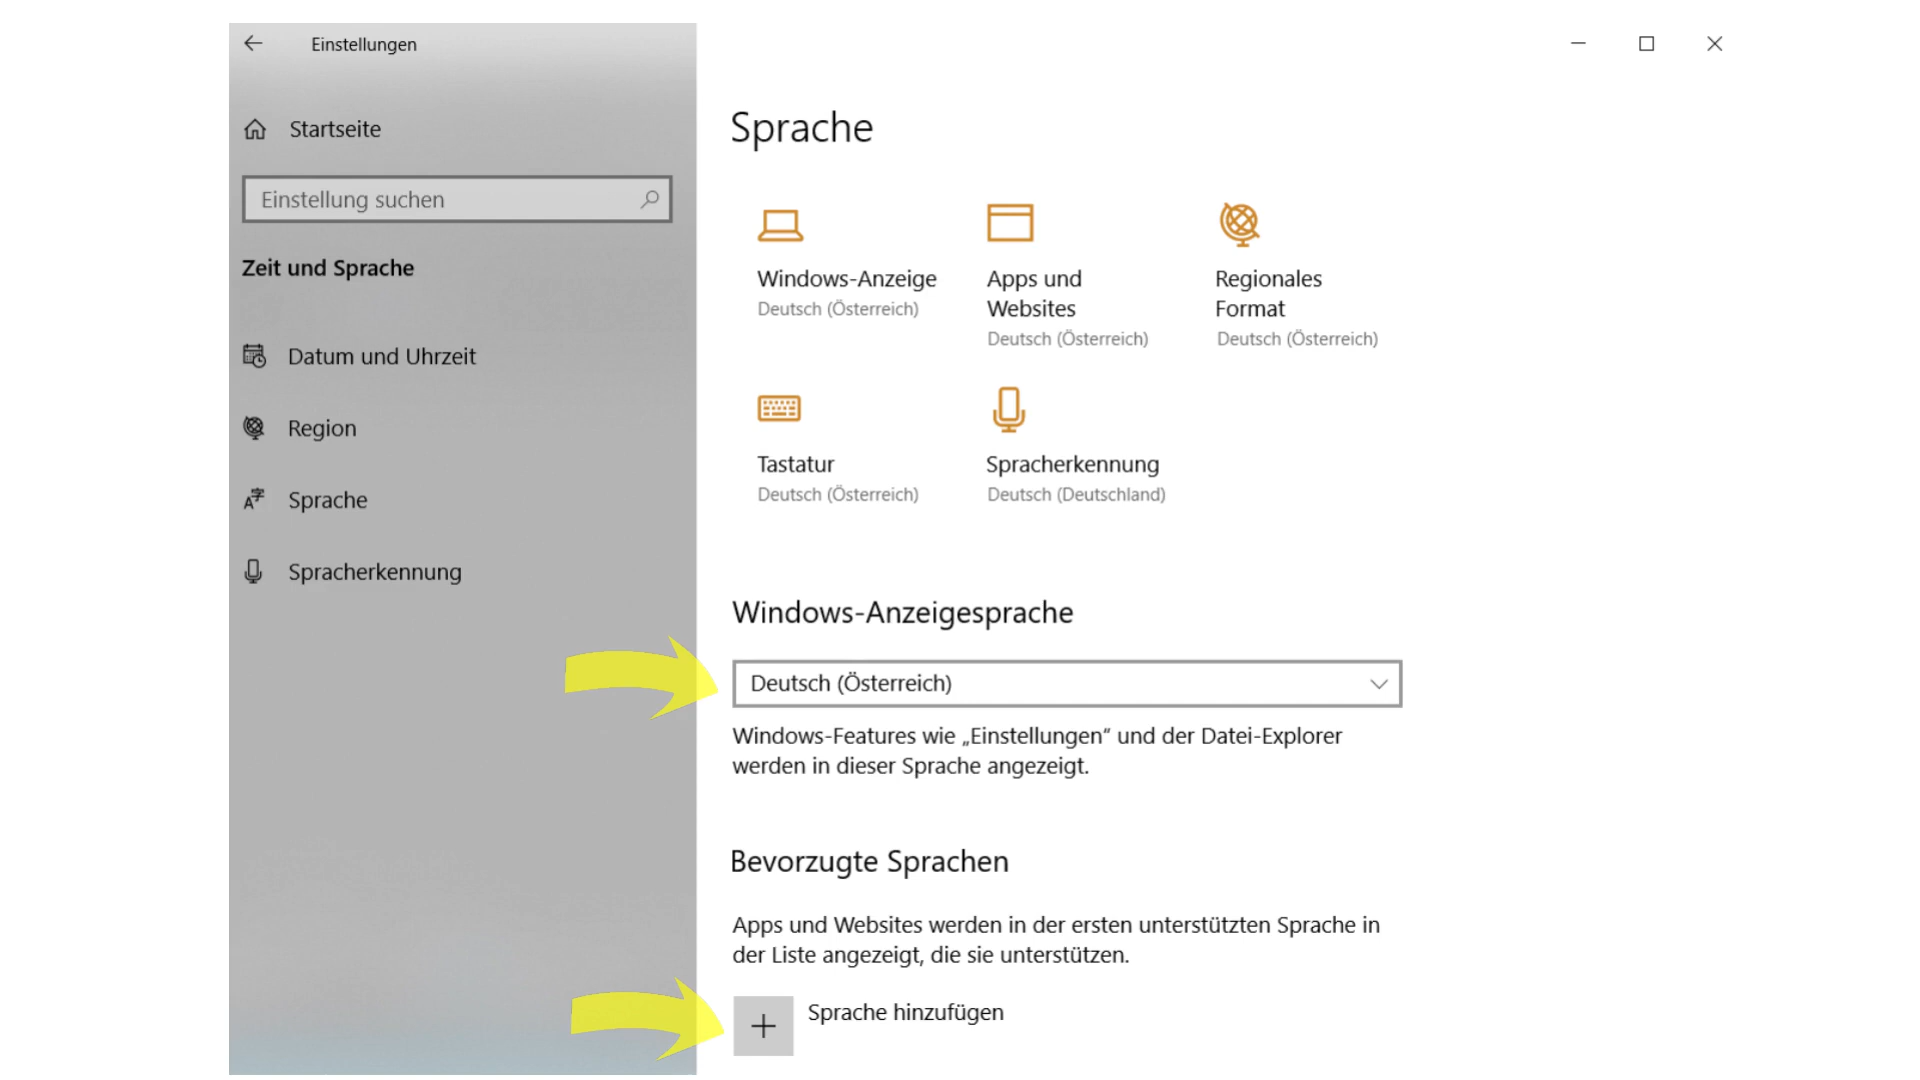 Einstellungen
Startseite
Einstellung suchen
Zeit und Sprache
Datum und Uhrzeit
Region
Sprache
Spracherkennung
Sprache
Windows-Anzeige
Deutsch (Österreich)
Apps und
Websites
Deutsch (Österreich)
Regionales
Format
Deutsch (Österreich)
Tastatur
Deutsch (Österreich)
Spracherkennung
Deutsch (Deutschland)
Windows-Anzeigesprache
Deutsch (Österreich)
Windows-Features wie „Einstellungen“ und der Datei-Explorer
werden in dieser Sprache angezeigt.
Bevorzugte Sprachen
Apps und Websites werden in der ersten unterstützten Sprache in
der Liste angezeigt, die sie unterstützen.
Sprache hinzufügen